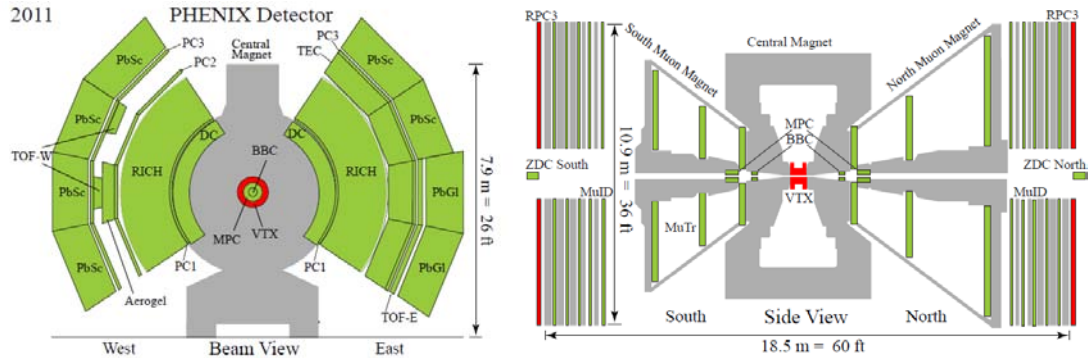 2011
PHENIX Detector
PC3
PC2
Central
Magnet
PC3
TEC
PbSc
PbSc
PbSc
PbSc
PbSc
PbSc
PbGl
PbGl
TOF-W
RICH
DC
DC
RICH
BBC
MPC
VTX
PC1
PC1
Aerogel
TOF-E
7.9 m = 26 ft
West
Beam View
East
RPC3
South Muon Magnet
Central Magnet
North Muon Magnet
RPC3
MPC
BBC
ZDC South
ZDC North
10.9 m = 36 ft
VTX
MuID
MuID
MuTr
South
Side View
North
18.5 m = 60 ft